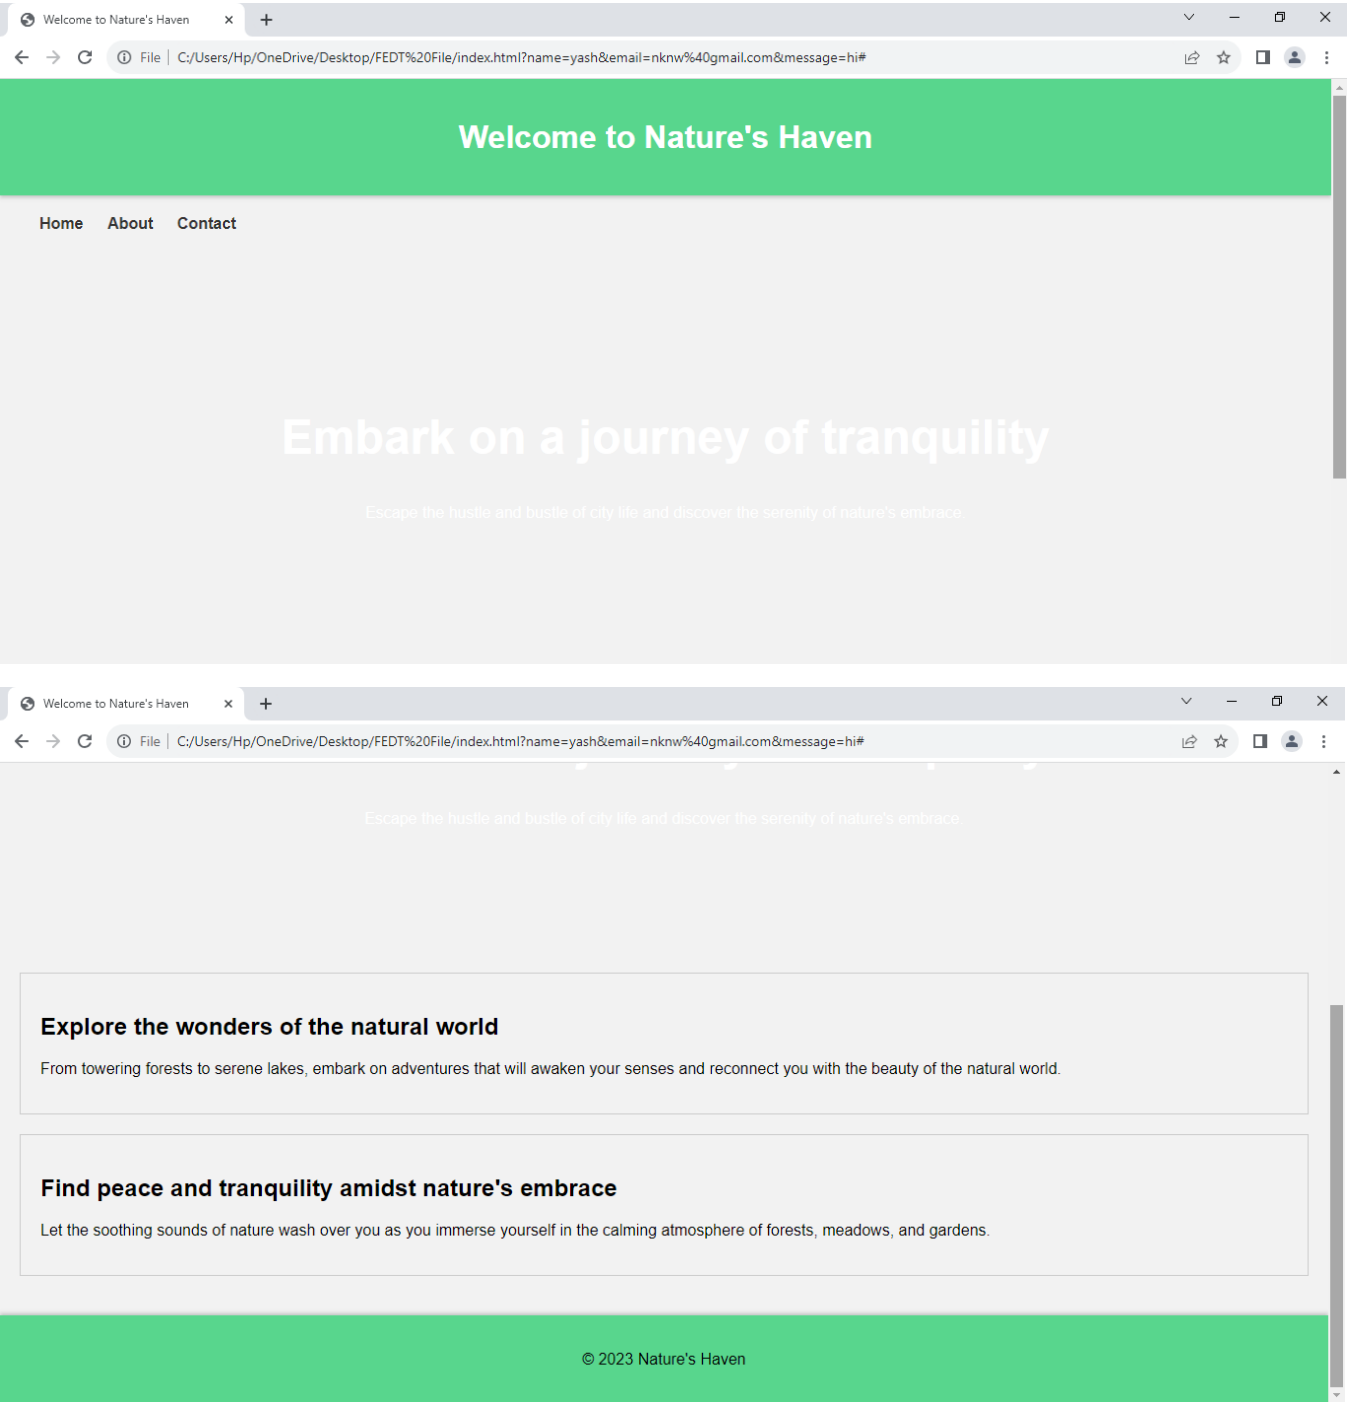 Welcome to Nature's Haven
File C:/Users/Hp/OneDrive/Desktop/FEDT%20File/index.html?name=yash&email=nknw%40gmail.com&message=hi#
Welcome to Nature's Haven
Home About Contact
Embark on a journey of tranquility
Escape the hustle and bustle of city life and discover the serenity of nature's embrace.
Welcome to Nature's Haven
File C:/Users/Hp/OneDrive/Desktop/FEDT%20File/index.html?name=yash&email=nknw%40gmail.com&message=hi#
Escape the hustle and bustle of city life and discover the serenity of nature's embrace.
Explore the wonders of the natural world
From towering forests to serene lakes, embark on adventures that will awaken your senses and reconnect you with the beauty of the natural world.
Find peace and tranquility amidst nature's embrace
Let the soothing sounds of nature wash over you as you immerse yourself in the calming atmosphere of forests, meadows, and gardens.
© 2023 Nature's Haven